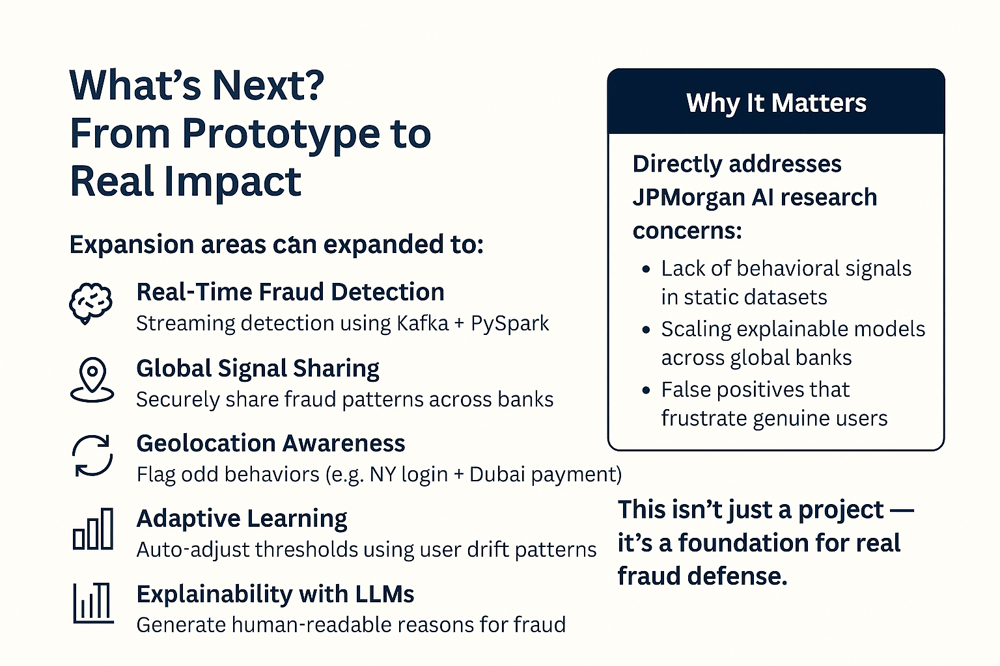 What’s Next?
From Prototype to
Real Impact
Expansion areas can expanded to:
Real-Time Fraud Detection
Streaming detection using Kafka + PySpark
Global Signal Sharing
Securely share fraud patterns across banks
Geolocation Awareness
Flag odd behaviors (e.g. NY login + Dubai payment)
Adaptive Learning
Auto-adjust thresholds using user drift patterns
Explainability with LLMs
Generate human-readable reasons for fraud
Why It Matters
Directly addresses
JPMorgan AI research
concerns:
• Lack of behavioral signals
in static datasets
• Scaling explainable models
across global banks
• False positives that
frustrate genuine users
This isn’t just a project —
it’s a foundation for real
fraud defense.